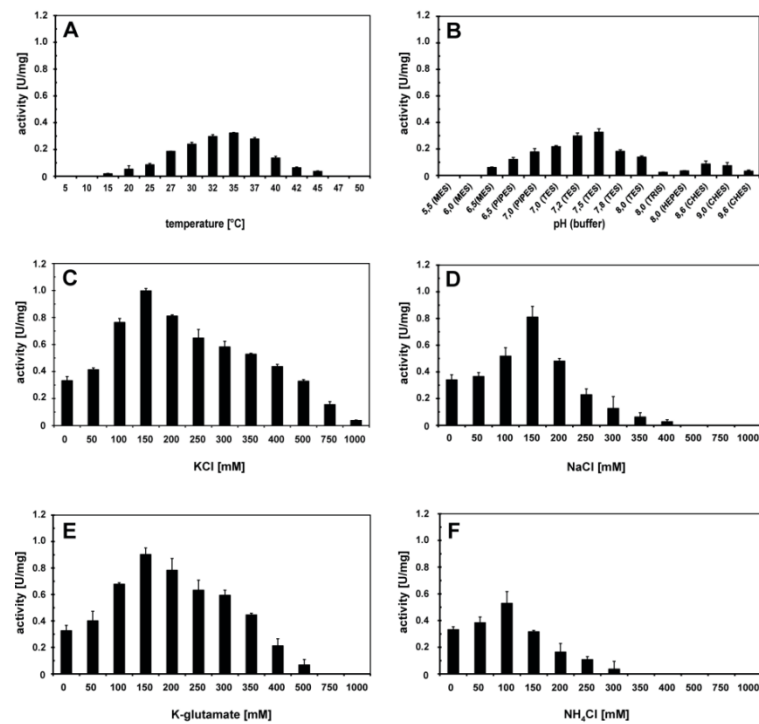 A
activity [U/mg]
1.2
1.0
0.8
0.6
0.4
0.2
0
5 10 15 20 25 27 30 32 35 37 40 42 45 47 50
temperature [°C]
B
activity [U/mg]
1.2
1.0
0.8
0.6
0.4
0.2
0
5,5 (MES) 6,0 (MES) 6,5(MES) 6,5 (PIPES) 7,0 (PIPES) 7,0 (TES) 7,2 (TES) 7,5 (TES) 7,8 (TES) 8,0 (TES) 8,0 (TRIS) 8,0 (HEPES) 8,6 (CHES) 9,0 (CHES) 9,6 (CHES)
pH (buffer)
C
activity [U/mg]
1.2
1.0
0.8
0.6
0.4
0.2
0
0 50 100 150 200 250 300 350 400 500 750 1000
KCl [mM]
D
activity [U/mg]
1.2
1.0
0.8
0.6
0.4
0.2
0
0 50 100 150 200 250 300 350 400 500 750 1000
NaCl [mM]
E
activity [U/mg]
1.2
1.0
0.8
0.6
0.4
0.2
0
0 50 100 150 200 250 300 350 400 500 750 1000
K-glutamate [mM]
F
activity [U/mg]
1.2
1.0
0.8
0.6
0.4
0.2
0
0 50 100 150 200 250 300 350 400 500 750 1000
NH₄Cl [mM]